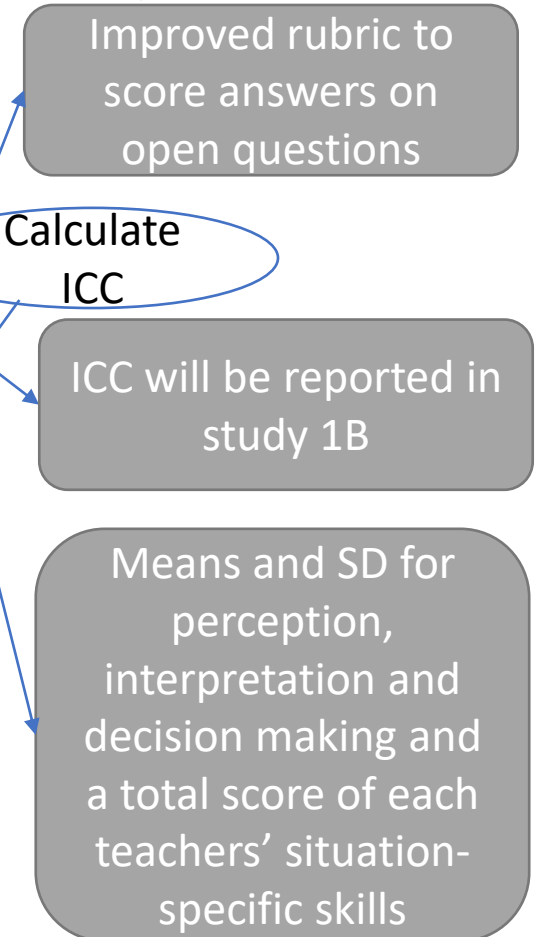 Improved rubric to
score answers on
open questions
Calculate
ICC
ICC will be reported in
study 1B
Means and SD for
perception,
interpretation and
decision making and
a total score of each
teachers’ situation-
specific skills